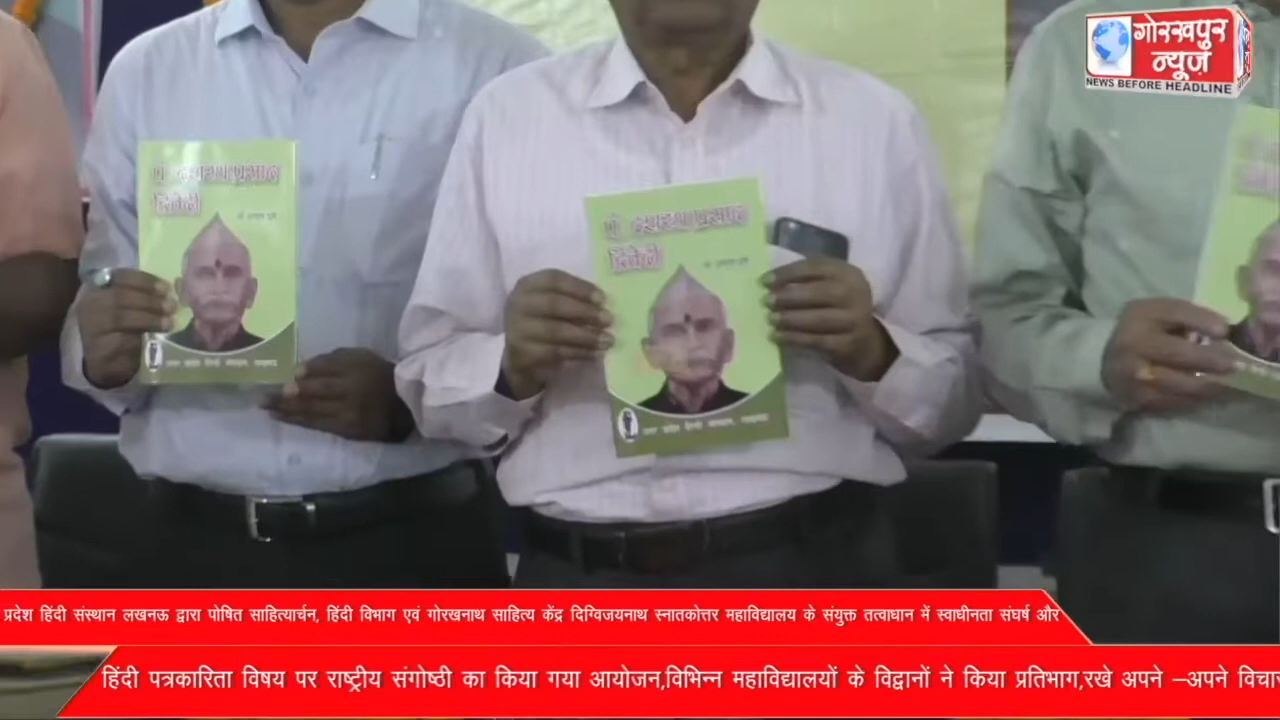 गोरखपुर
न्यूज़
NEWS BEFORE HEADLINE
प्रदेश हिंदी संस्थान लखनऊ द्वारा पोषित साहित्यार्चन, हिंदी विभाग एवं गोरखनाथ साहित्य केंद्र दिग्विजयनाथ स्नातकोत्तर महाविद्यालय के संयुक्त तत्वाधान में स्वाधीनता संघर्ष और
हिंदी पत्रकारिता विषय पर राष्ट्रीय संगोष्ठी का किया गया आयोजन,विभिन्न महाविद्यालयों के विद्वानों ने किया प्रतिभाग,रखे अपने –अपने विचार